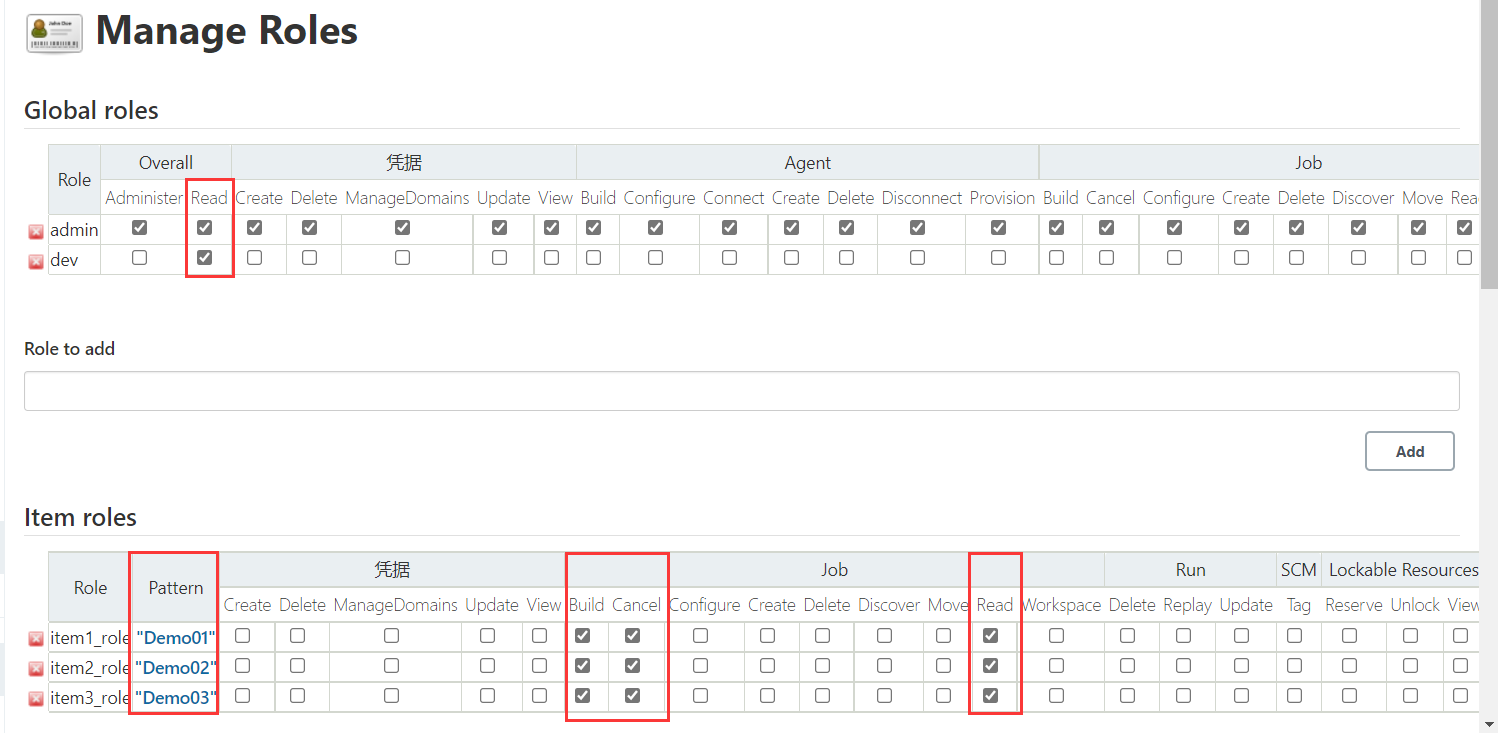 Manage Roles
Global roles
Role Overall 凭据 Agent Job
Administer Read Create Delete ManageDomains Update View Build Configure Connect Create Delete Disconnect Provision Build Cancel Configure Create Delete Discover Move Rea
admin
dev
Role to add
Add
Item roles
Role Pattern 凭据 Job Run SCM Lockable Resources
Create Delete ManageDomains Update View Build Cancel Configure Create Delete Discover Move Read Workspace Delete Replay Update Tag Reserve Unlock View
item1_role "Demo01"
item2_role "Demo02"
item3_role "Demo03"